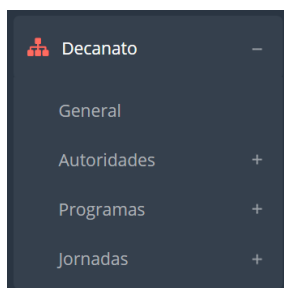 Decanato −
General
Autoridades +
Programas +
Jornadas +